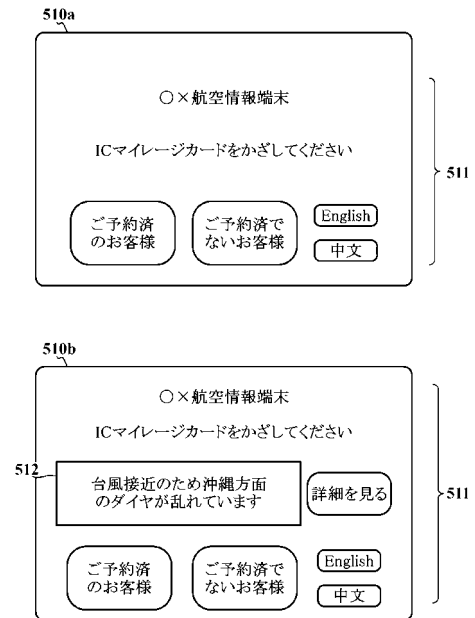 510a
○×航空情報端末
ICマイレージカードをかざしてください
511
ご予約済
のお客様
ご予約済で
ないお客様
English
中文
510b
○×航空情報端末
ICマイレージカードをかざしてください
512
台風接近のため沖縄方面
のダイヤが乱れています
詳細を見る
511
ご予約済
のお客様
ご予約済で
ないお客様
English
中文